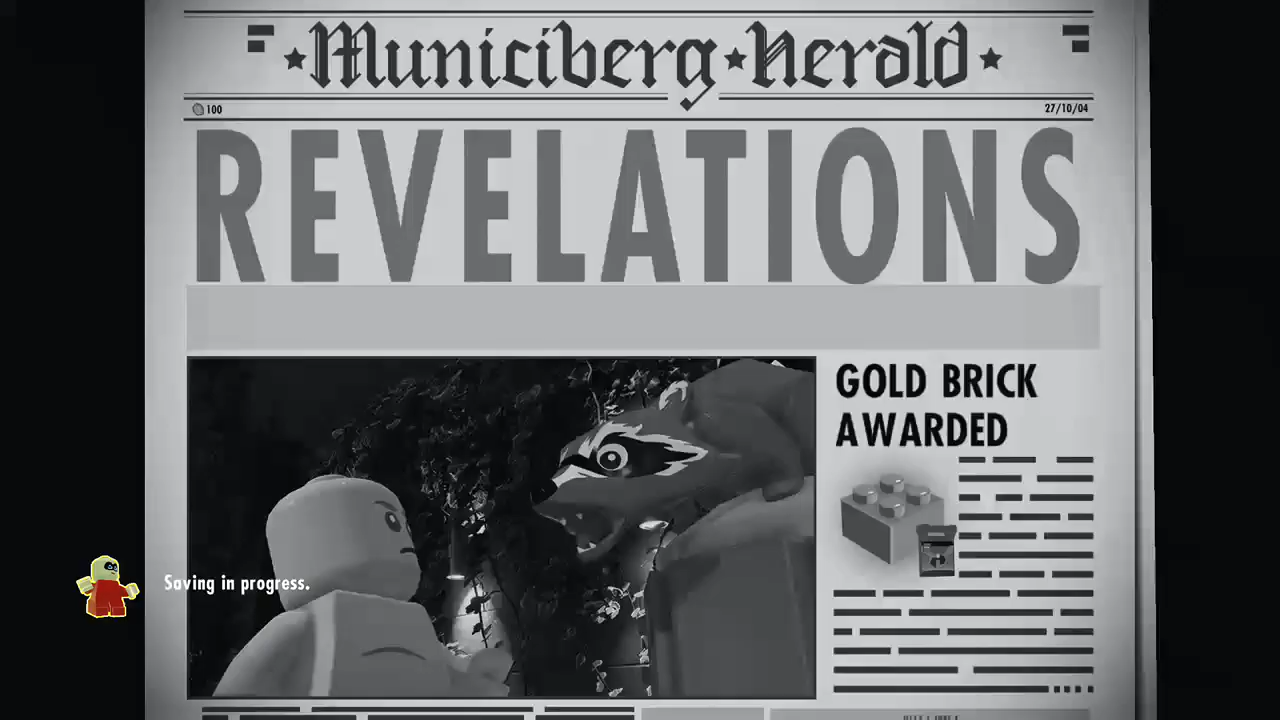 Municiberg Herald
100
27/10/04
REVELATIONS
GOLD BRICK
AWARDED
Saving in progress.